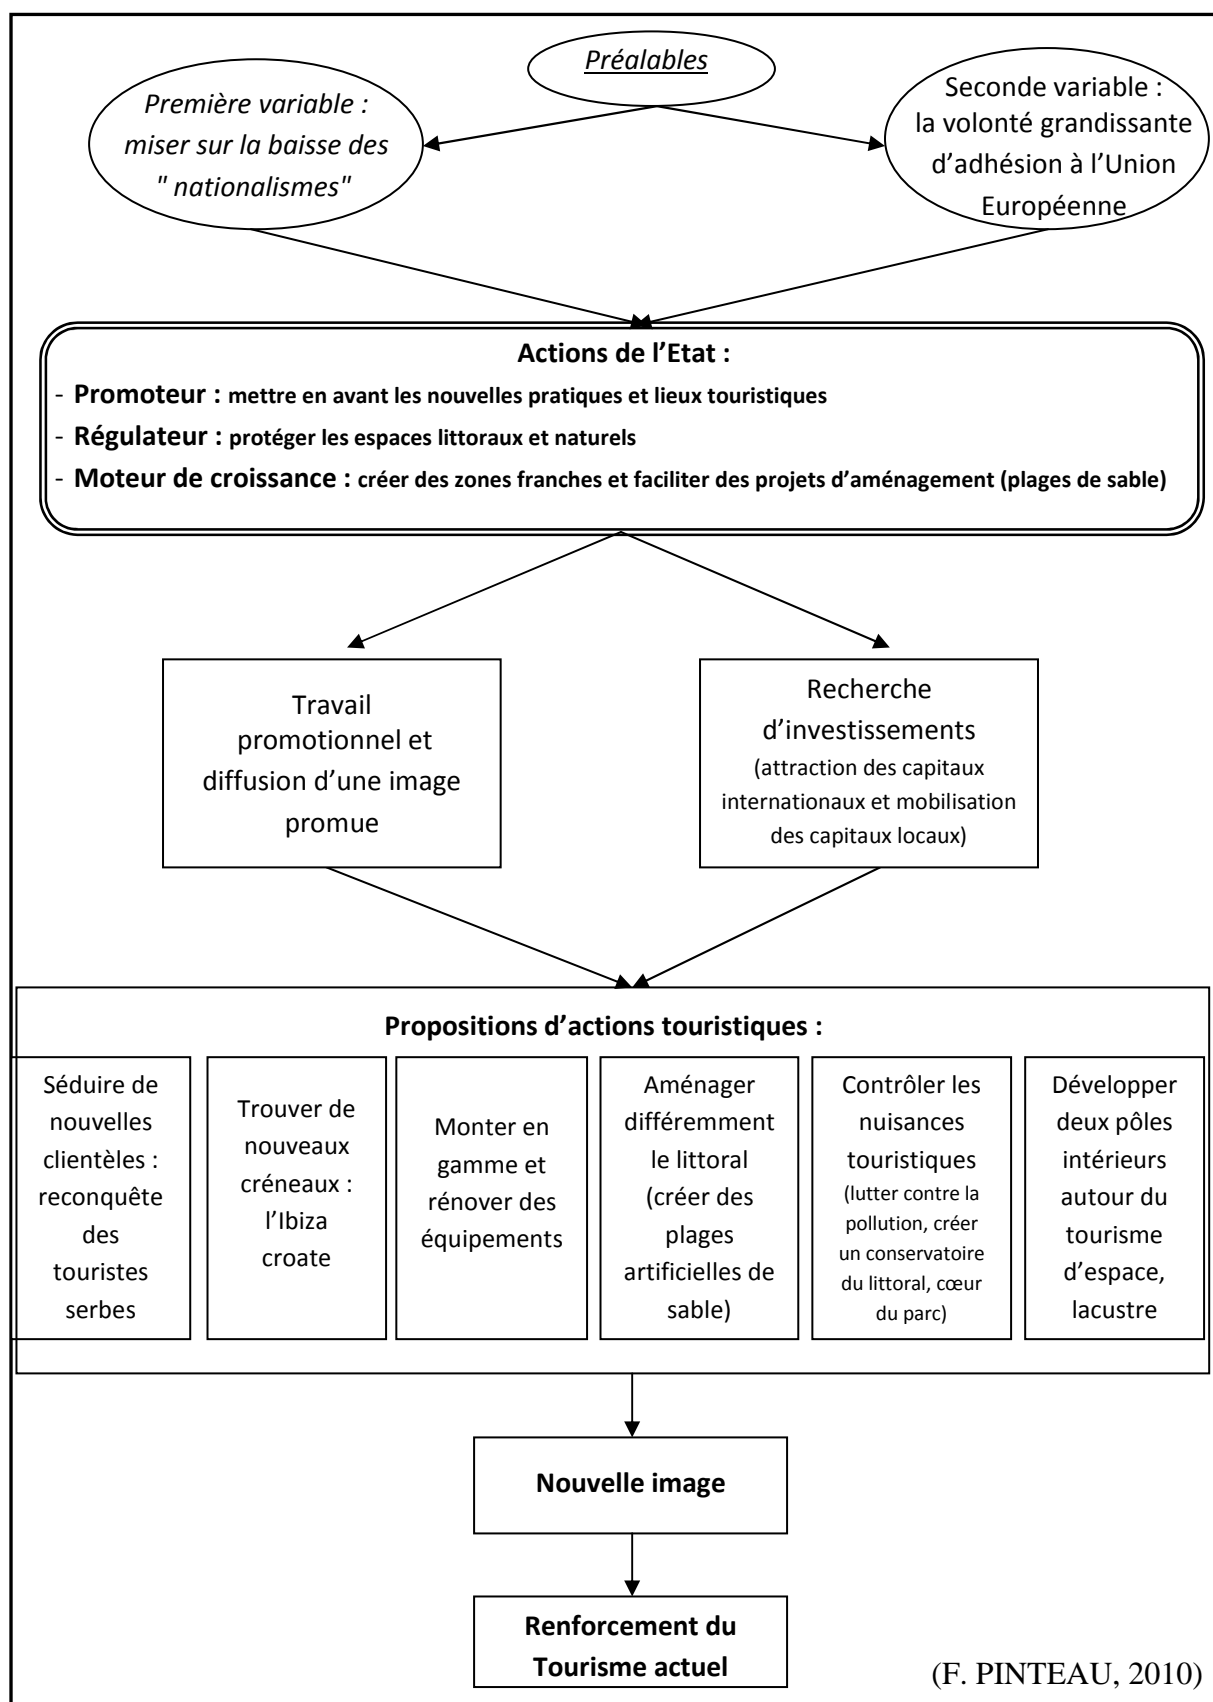 Préalables
Première variable :
miser sur la baisse des
" nationalismes"
Seconde variable :
la volonté grandissante
d’adhésion à l’Union
Européenne
Actions de l’Etat :
- Promoteur : mettre en avant les nouvelles pratiques et lieux touristiques
- Régulateur : protéger les espaces littoraux et naturels
- Moteur de croissance : créer des zones franches et faciliter des projets d’aménagement (plages de sable)
Travail
promotionnel et
diffusion d’une image
promue
Recherche
d’investissements
(attraction des capitaux
internationaux et mobilisation
des capitaux locaux)
Propositions d’actions touristiques :
Séduire de
nouvelles
clientèles :
reconquête
des
touristes
serbes
Trouver de
nouveaux
créneaux :
l’Ibiza
croate
Monter en
gamme et
rénover des
équipements
Aménager
différemment
le littoral
(créer des
plages
artificielles de
sable)
Contrôler les
nuisances
touristiques
(lutter contre la
pollution, créer
un conservatoire
du littoral, cœur
du parc)
Développer
deux pôles
intérieurs
autour du
tourisme
d’espace,
lacustre
Nouvelle image
Renforcement du
Tourisme actuel
(F. PINTEAU, 2010)